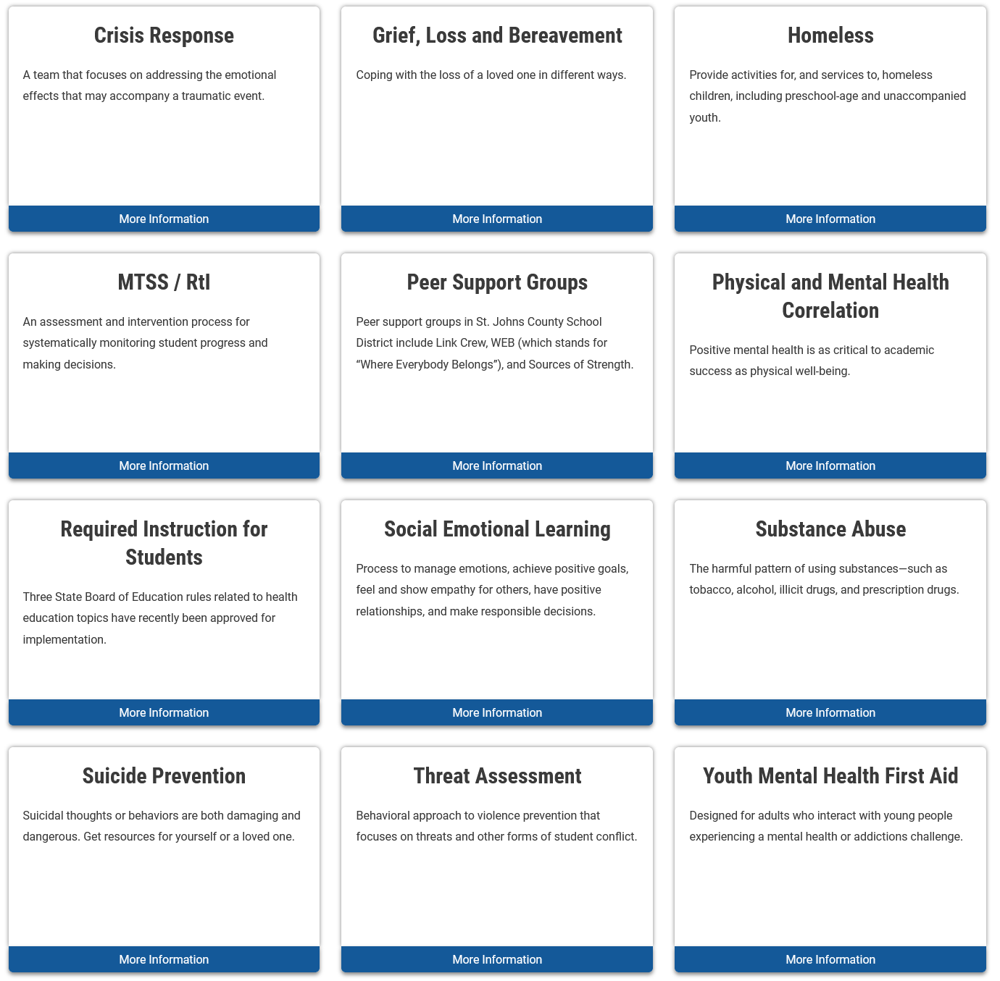 Crisis Response
A team that focuses on addressing the emotional
effects that may accompany a traumatic event.
More Information
Grief, Loss and Bereavement
Coping with the loss of a loved one in different ways.
More Information
Homeless
Provide activities for, and services to, homeless
children, including preschool-age and unaccompanied
youth.
More Information
MTSS / RtI
An assessment and intervention process for
systematically monitoring student progress and
making decisions.
More Information
Peer Support Groups
Peer support groups in St. Johns County School
District include Link Crew, WEB (which stands for
“Where Everybody Belongs”), and Sources of Strength.
More Information
Physical and Mental Health
Correlation
Positive mental health is as critical to academic
success as physical well-being.
More Information
Required Instruction for
Students
Three State Board of Education rules related to health
education topics have recently been approved for
implementation.
More Information
Social Emotional Learning
Process to manage emotions, achieve positive goals,
feel and show empathy for others, have positive
relationships, and make responsible decisions.
More Information
Substance Abuse
The harmful pattern of using substances—such as
tobacco, alcohol, illicit drugs, and prescription drugs.
More Information
Suicide Prevention
Suicidal thoughts or behaviors are both damaging and
dangerous. Get resources for yourself or a loved one.
More Information
Threat Assessment
Behavioral approach to violence prevention that
focuses on threats and other forms of student conflict.
More Information
Youth Mental Health First Aid
Designed for adults who interact with young people
experiencing a mental health or addictions challenge.
More Information